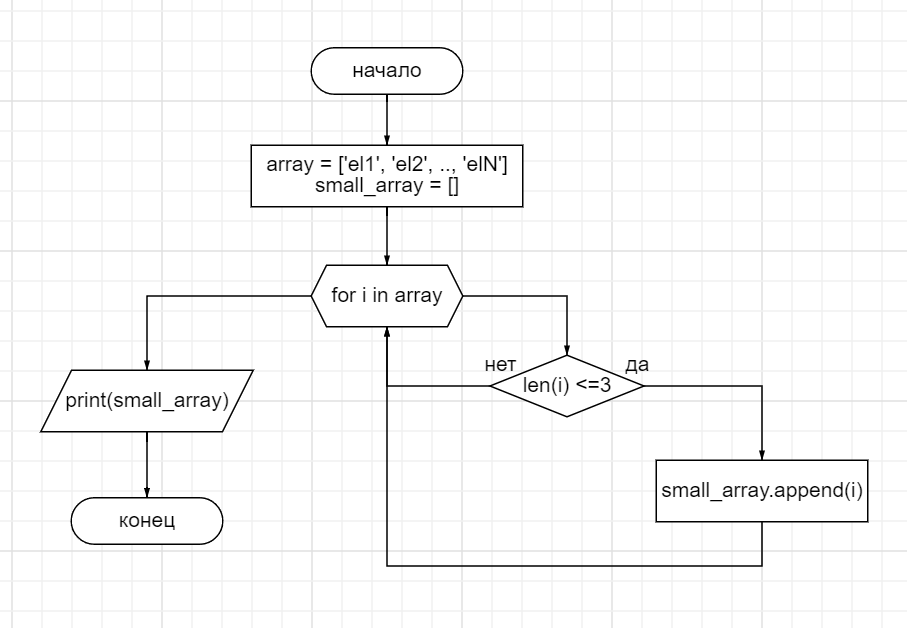 начало
array = ['el1', 'el2', .., 'elN']
small_array = []
for i in array
нет
да
len(i) <=3
print(small_array)
small_array.append(i)
конец